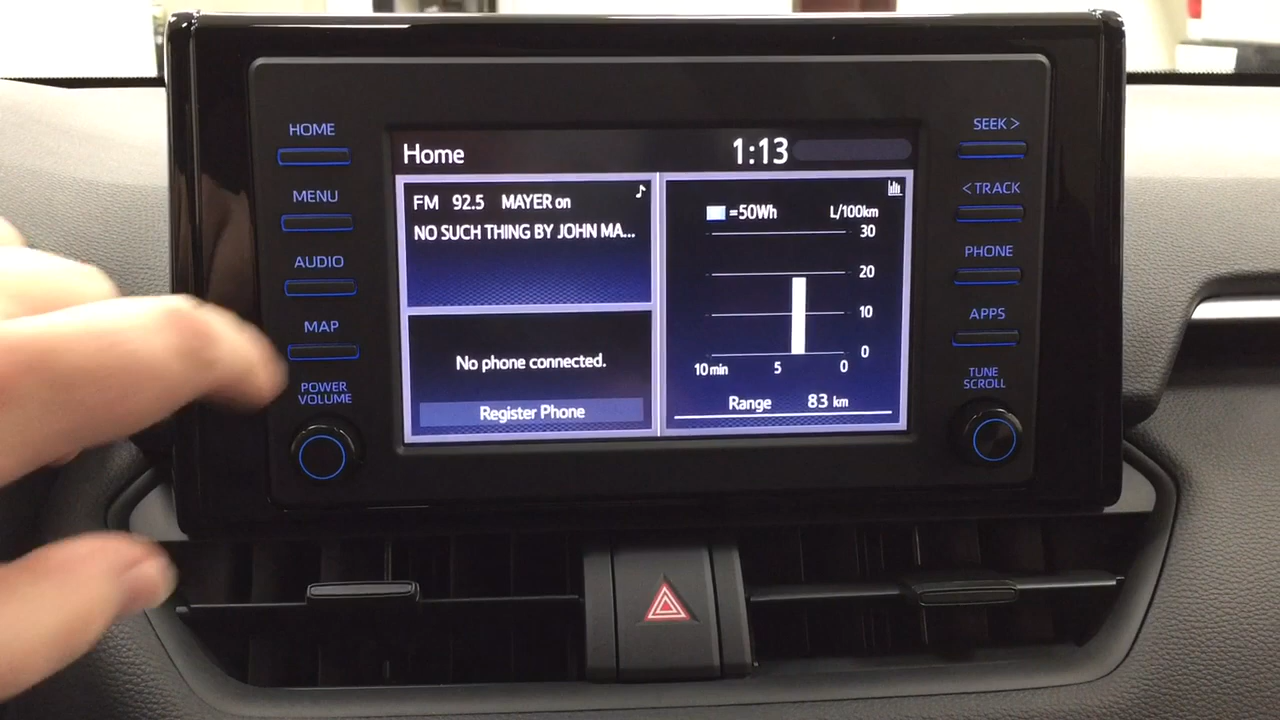 HOME
MENU
AUDIO
MAP
POWER
VOLUME
Home 1:13
FM 92.5 MAYER on
NO SUCH THING BY JOHN MA...
No phone connected.
Register Phone
=50Wh L/100km
30
20
10
0
10 min 5 0
Range 83 km
SEEK >
< TRACK
PHONE
APPS
TUNE
SCROLL